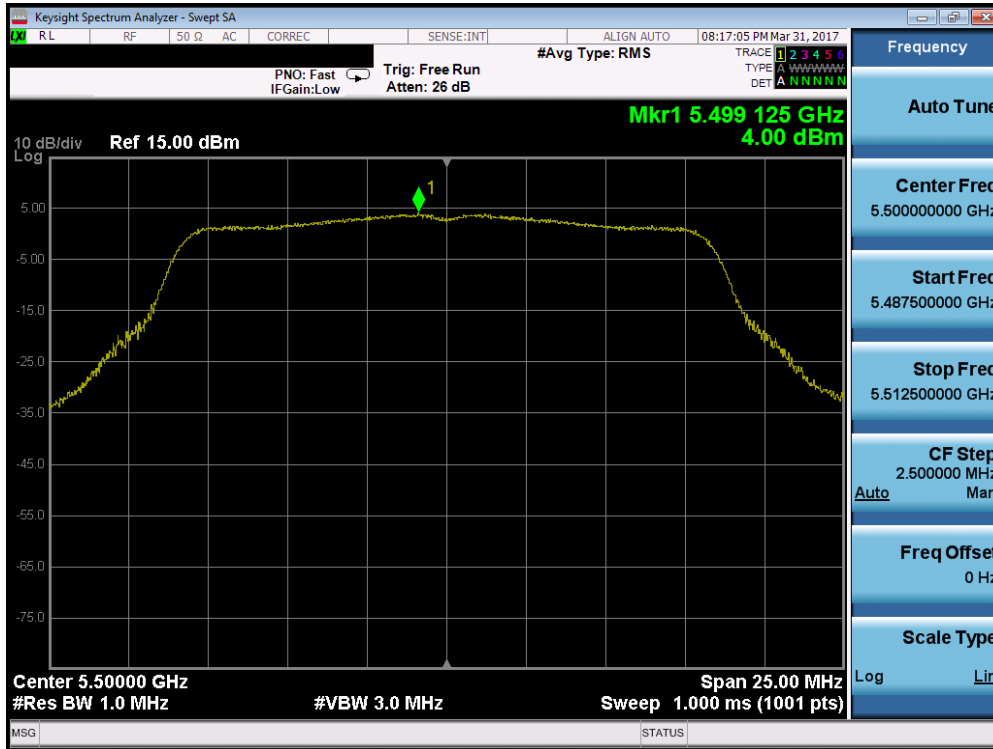 Keysight Spectrum Analyzer - Swept SA
LXI RL RF 50 Ω AC CORREC SENSE:INT ALIGN AUTO 08:17:05 PM Mar 31, 2017
PNO: Fast
IFGain:Low
Trig: Free Run
Atten: 26 dB
#Avg Type: RMS
TRACE 1 2 3 4 5 6
TYPE A WWWWW
DET A N N N N N
Mkr1 5.499 125 GHz
4.00 dBm
10 dB/div Ref 15.00 dBm
Log
1
5.00
-5.00
-15.0
-25.0
-35.0
-45.0
-55.0
-65.0
-75.0
Center 5.50000 GHz Span 25.00 MHz
#Res BW 1.0 MHz #VBW 3.0 MHz Sweep 1.000 ms (1001 pts)
MSG STATUS
Frequency
Auto Tune
Center Freq
5.500000000 GHz
Start Freq
5.487500000 GHz
Stop Freq
5.512500000 GHz
CF Step
2.500000 MHz
Auto Man
Freq Offset
0 Hz
Scale Type
Log Lin